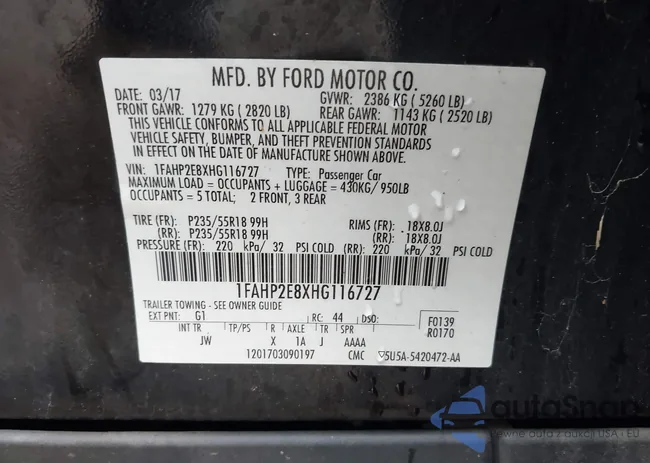 MFD. BY FORD MOTOR CO.
DATE: 03/17 GVWR: 2386 KG ( 5260 LB)
FRONT GAWR: 1279 KG ( 2820 LB) REAR GAWR: 1143 KG ( 2520 LB)
THIS VEHICLE CONFORMS TO ALL APPLICABLE FEDERAL MOTOR
VEHICLE SAFETY, BUMPER, AND THEFT PREVENTION STANDARDS
IN EFFECT ON THE DATE OF MANUFACTURE SHOWN ABOVE.
VIN: 1FAHP2E8XHG116727 TYPE: Passenger Car
MAXIMUM LOAD = OCCUPANTS + LUGGAGE = 430KG/ 950LB
OCCUPANTS = 5 TOTAL; 2 FRONT, 3 REAR
TIRE (FR): P235/55R18 99H RIMS (FR): 18X8.0J
(RR): P235/55R18 99H (RR): 18X8.0J
PRESSURE (FR): 220 kPa/ 32 PSI COLD (RR): 220 kPa/ 32 PSI COLD
1FAHP2E8XHG116727
TRAILER TOWING - SEE OWNER GUIDE
EXT PNT: G1 RC: 44 DSO: F0139
R0170
INT TR TP/PS R AXLE TR SPR
JW X 1A J AAAA
1201703090197 CMC 5U5A-5420472-AA
autoSnap
pewne auta z aukcji USA i EU